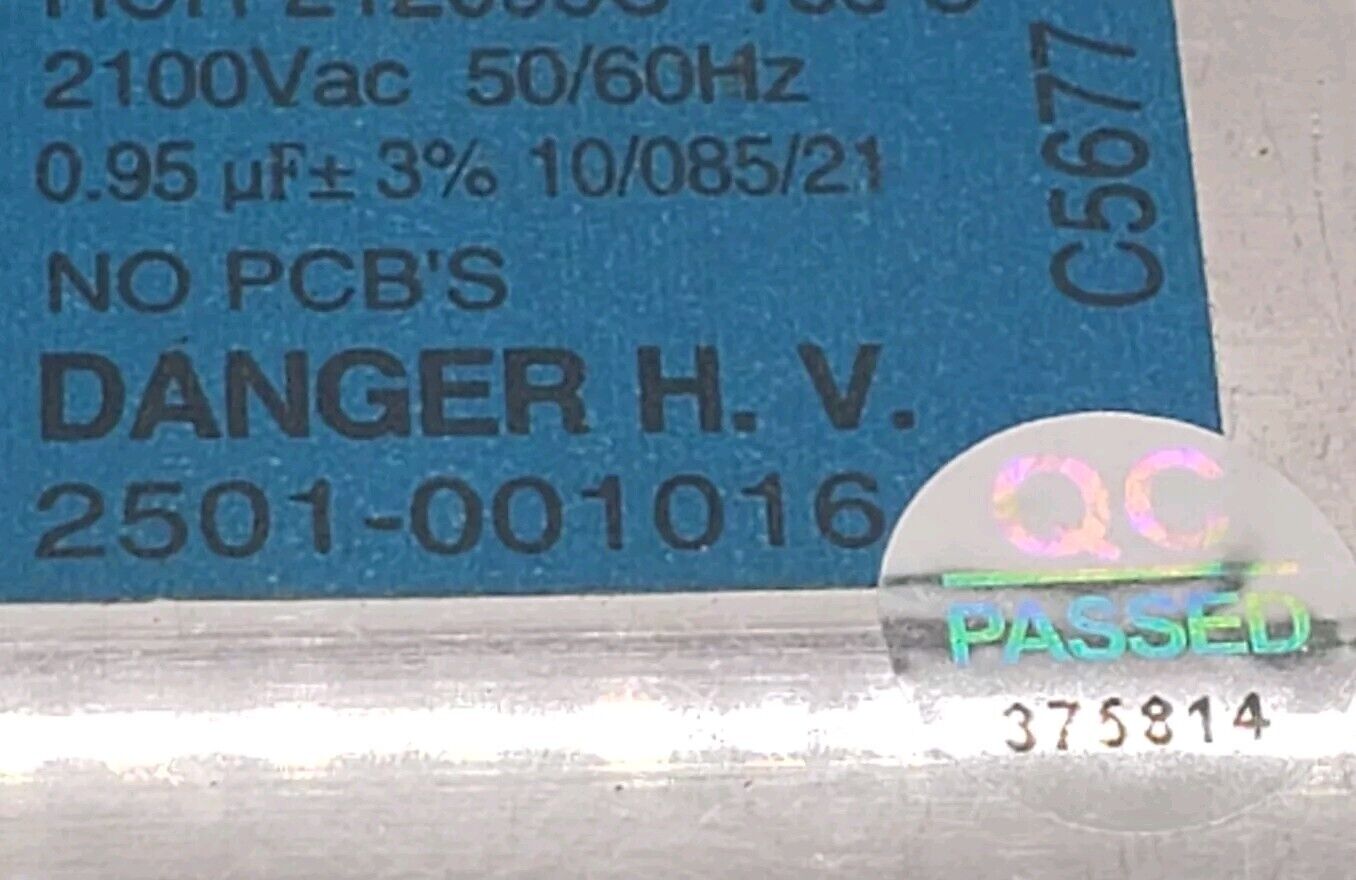 2100Vac 50/60Hz
0.95 µF± 3% 10/085/21
NO PCB'S
DANGER H. V.
2501-001016
C5677
QC
PASSED
375814